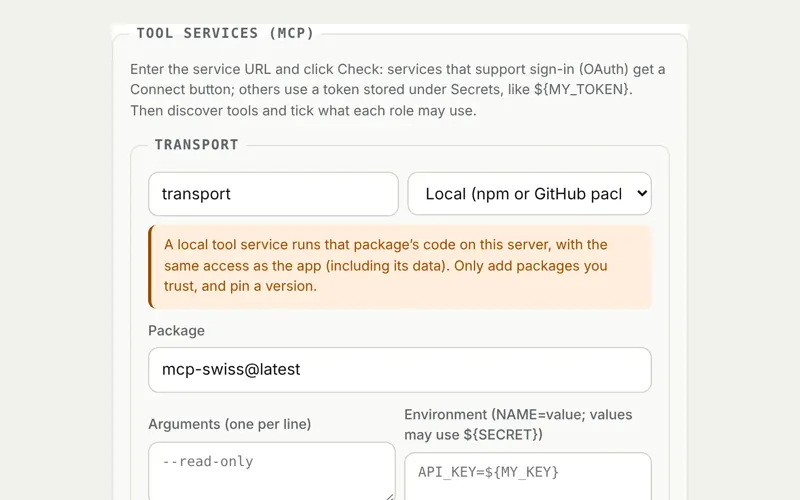 TOOL SERVICES (MCP)
Enter the service URL and click Check: services that support sign-in (OAuth) get a
Connect button; others use a token stored under Secrets, like ${MY_TOKEN}.
Then discover tools and tick what each role may use.
TRANSPORT
transport
Local (npm or GitHub pacl
A local tool service runs that package's code on this server, with the
same access as the app (including its data). Only add packages you
trust, and pin a version.
Package
mcp-swiss@latest
Arguments (one per line)
Environment (NAME=value; values
may use ${SECRET})
--read-only
API_KEY=${MY_KEY}